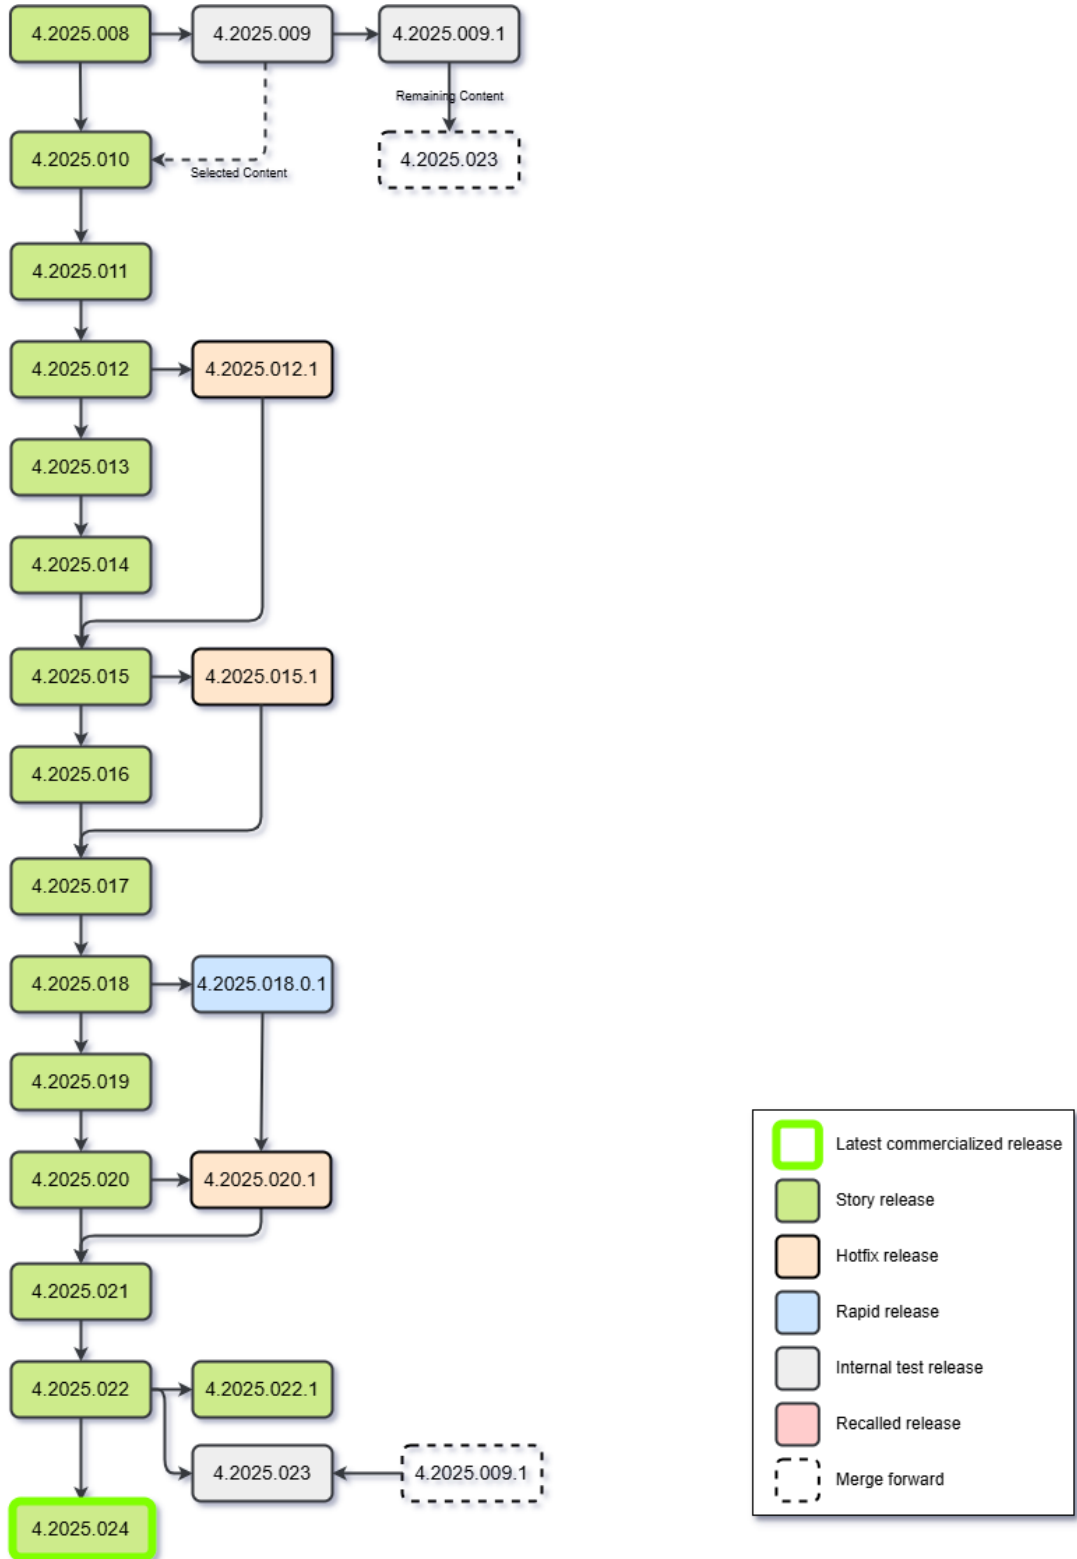 4.2025.008
4.2025.009
4.2025.009.1
Remaining Content
4.2025.010
4.2025.023
Selected Content
4.2025.011
4.2025.012
4.2025.012.1
4.2025.013
4.2025.014
4.2025.015
4.2025.015.1
4.2025.016
4.2025.017
4.2025.018
4.2025.018.0.1
4.2025.019
4.2025.020
4.2025.020.1
4.2025.021
4.2025.022
4.2025.022.1
4.2025.023
4.2025.009.1
4.2025.024
Latest commercialized release
Story release
Hotfix release
Rapid release
Internal test release
Recalled release
Merge forward